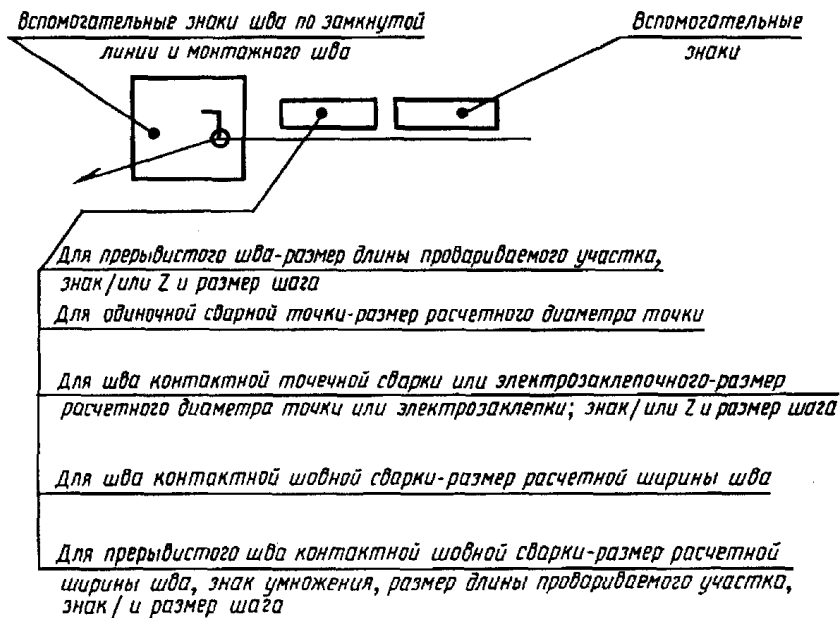 Вспомогательные знаки шва по замкнутой
линии и монтажного шва
Вспомогательные
знаки
Для прерывистого шва-размер длины провариваемого участка,
знак/или Z и размер шага
Для одиночной сварной точки-размер расчетного диаметра точки
Для шва контактной точечной сварки или электрозаклепочного-размер
расчетного диаметра точки или электрозаклепки; знак/или Z и размер шага
Для шва контактной шовной сварки-размер расчетной ширины шва
Для прерывистого шва контактной шовной сварки-размер расчетной
ширины шва, знак умножения, размер длины провариваемого участка,
знак / и размер шага